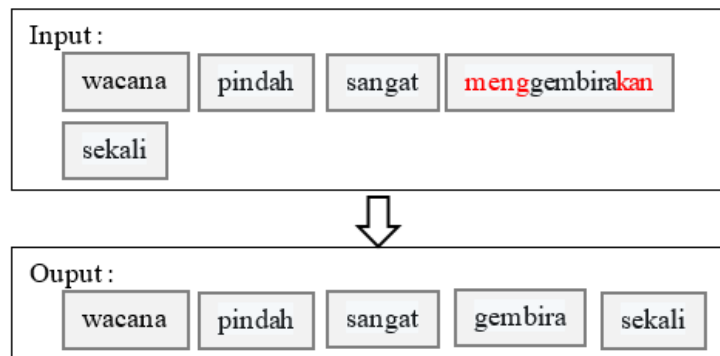 Input :
wacana pindah sangat menggembirakan
sekali
Ouput :
wacana pindah sangat gembira sekali